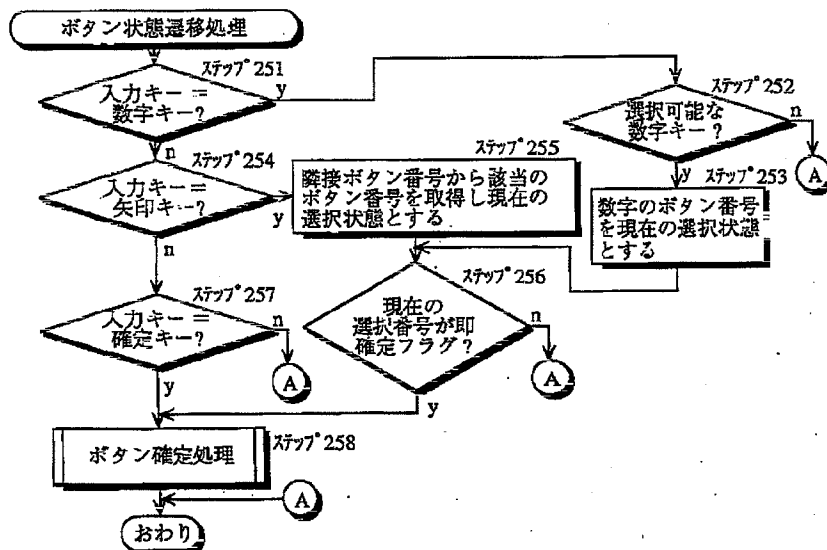 ボタン状態遷移処理
ステップ251
入力キー＝
数字キー？
y
n
ステップ252
選択可能な
数字キー？
n
A
y
ステップ253
数字のボタン番号
を現在の選択状態
とする
ステップ254
入力キー＝
矢印キー？
y
n
ステップ255
隣接ボタン番号から該当の
ボタン番号を取得し現在の
選択状態とする
ステップ256
現在の
選択番号が即
確定フラグ？
n
A
y
ステップ257
入力キー＝
確定キー？
n
A
y
ステップ258
ボタン確定処理
A
おわり